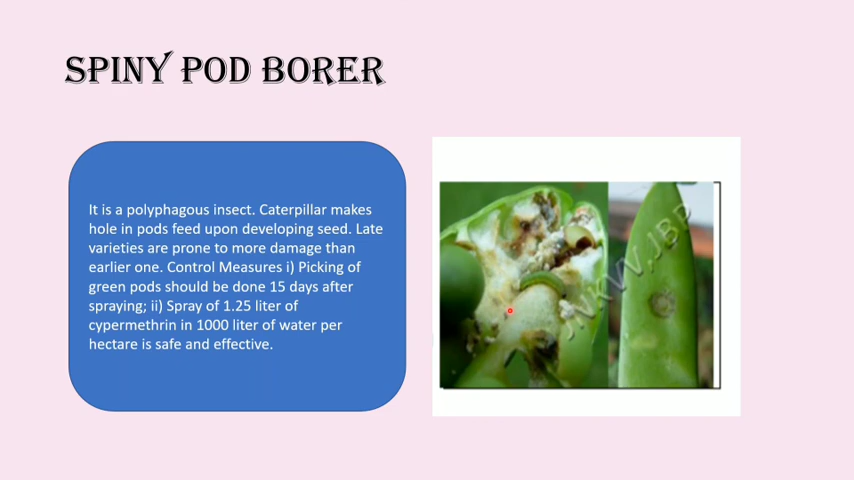 SPINY POD BORER
It is a polyphagous insect. Caterpillar makes
hole in pods feed upon developing seed. Late
varieties are prone to more damage than
earlier one. Control Measures i) Picking of
green pods should be done 15 days after
spraying; ii) Spray of 1.25 liter of
cypermethrin in 1000 liter of water per
hectare is safe and effective.
JNKVV,JBP